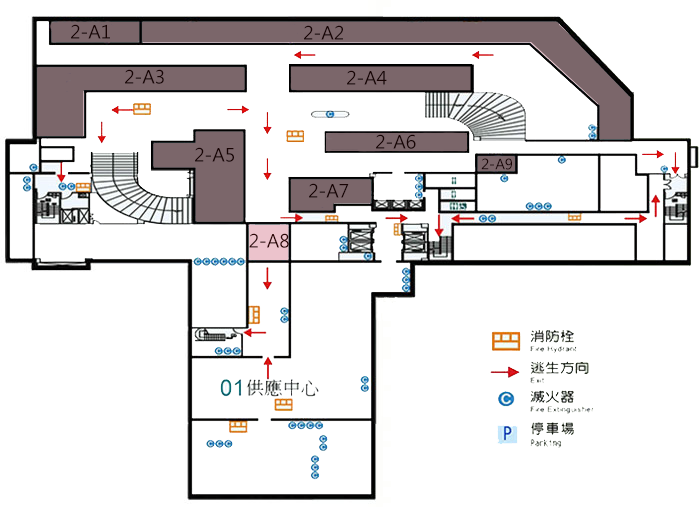 2-A1
2-A2
2-A3
2-A4
2-A5
2-A6
2-A9
2-A7
2-A8
消防栓
Fire Hydrant
逃生方向
Exit
滅火器
Fire Extinguisher
01供應中心
P 停車場
Parking